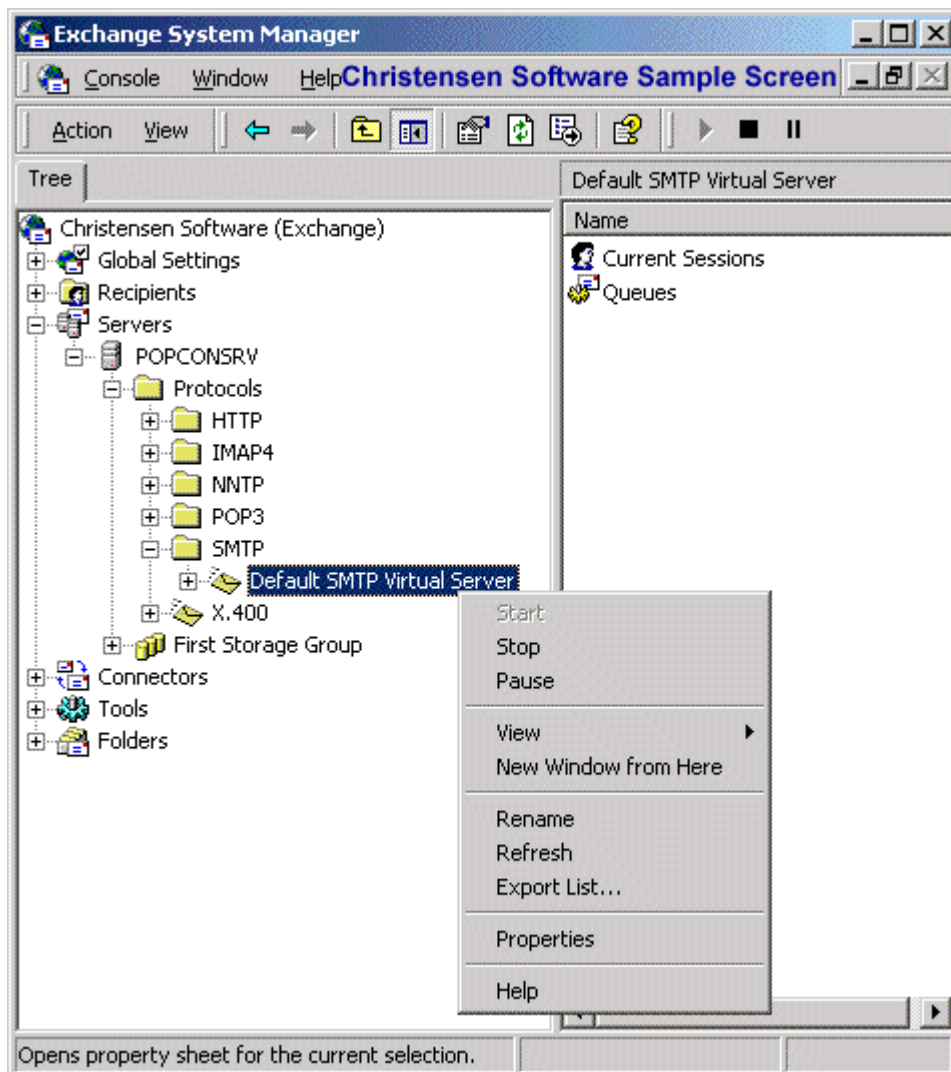 Exchange System Manager
Console Window Help Christensen Software Sample Screen
Action View
Tree
Default SMTP Virtual Server
Name
Christensen Software (Exchange)
Global Settings
Recipients
Servers
POPCONSRV
Protocols
HTTP
IMAP4
NNTP
POP3
SMTP
Default SMTP Virtual Server
X.400
First Storage Group
Connectors
Tools
Folders
Current Sessions
Queues
Start
Stop
Pause
View
New Window from Here
Rename
Refresh
Export List...
Properties
Help
Opens property sheet for the current selection.